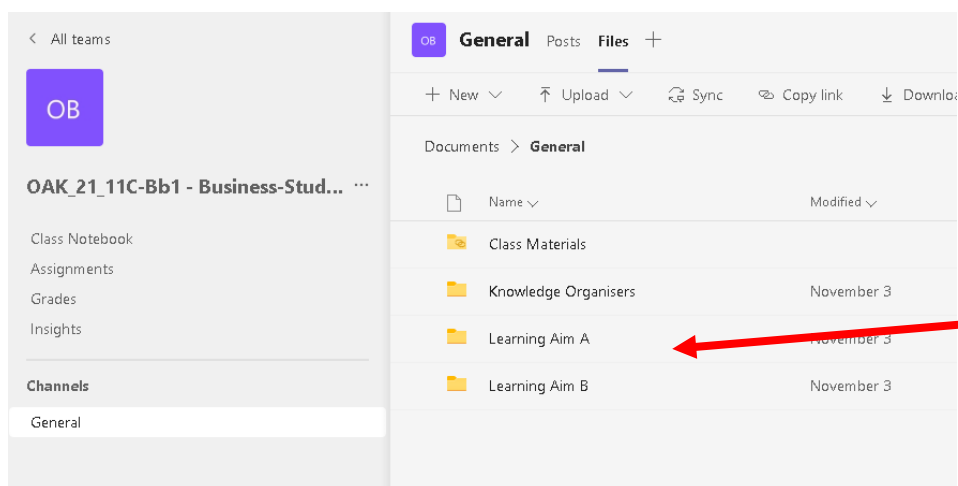 All teams
OB
OAK_21_11C-Bb1 - Business-Stud... ...
Class Notebook
Assignments
Grades
Insights
Channels
General
OB General Posts Files
New Upload Sync Copy link Downloa
Documents > General
Name Modified
Class Materials
Knowledge Organisers November 3
Learning Aim A November 3
Learning Aim B November 3